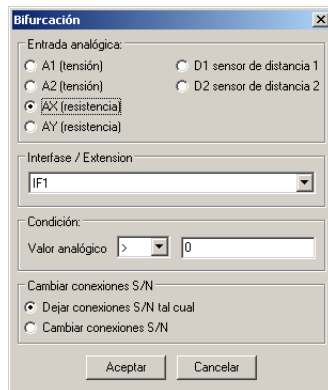 Bifurcación
Entrada analógica:
A1 (tensión) D1 sensor de distancia 1
A2 (tensión) D2 sensor de distancia 2
AX (resistencia)
AY (resistencia)
Interfase / Extension
IF1
Condición:
Valor analógico > 0
Cambiar conexiones S/N
Dejar conexiones S/N tal cual
Cambiar conexiones S/N
Aceptar Cancelar